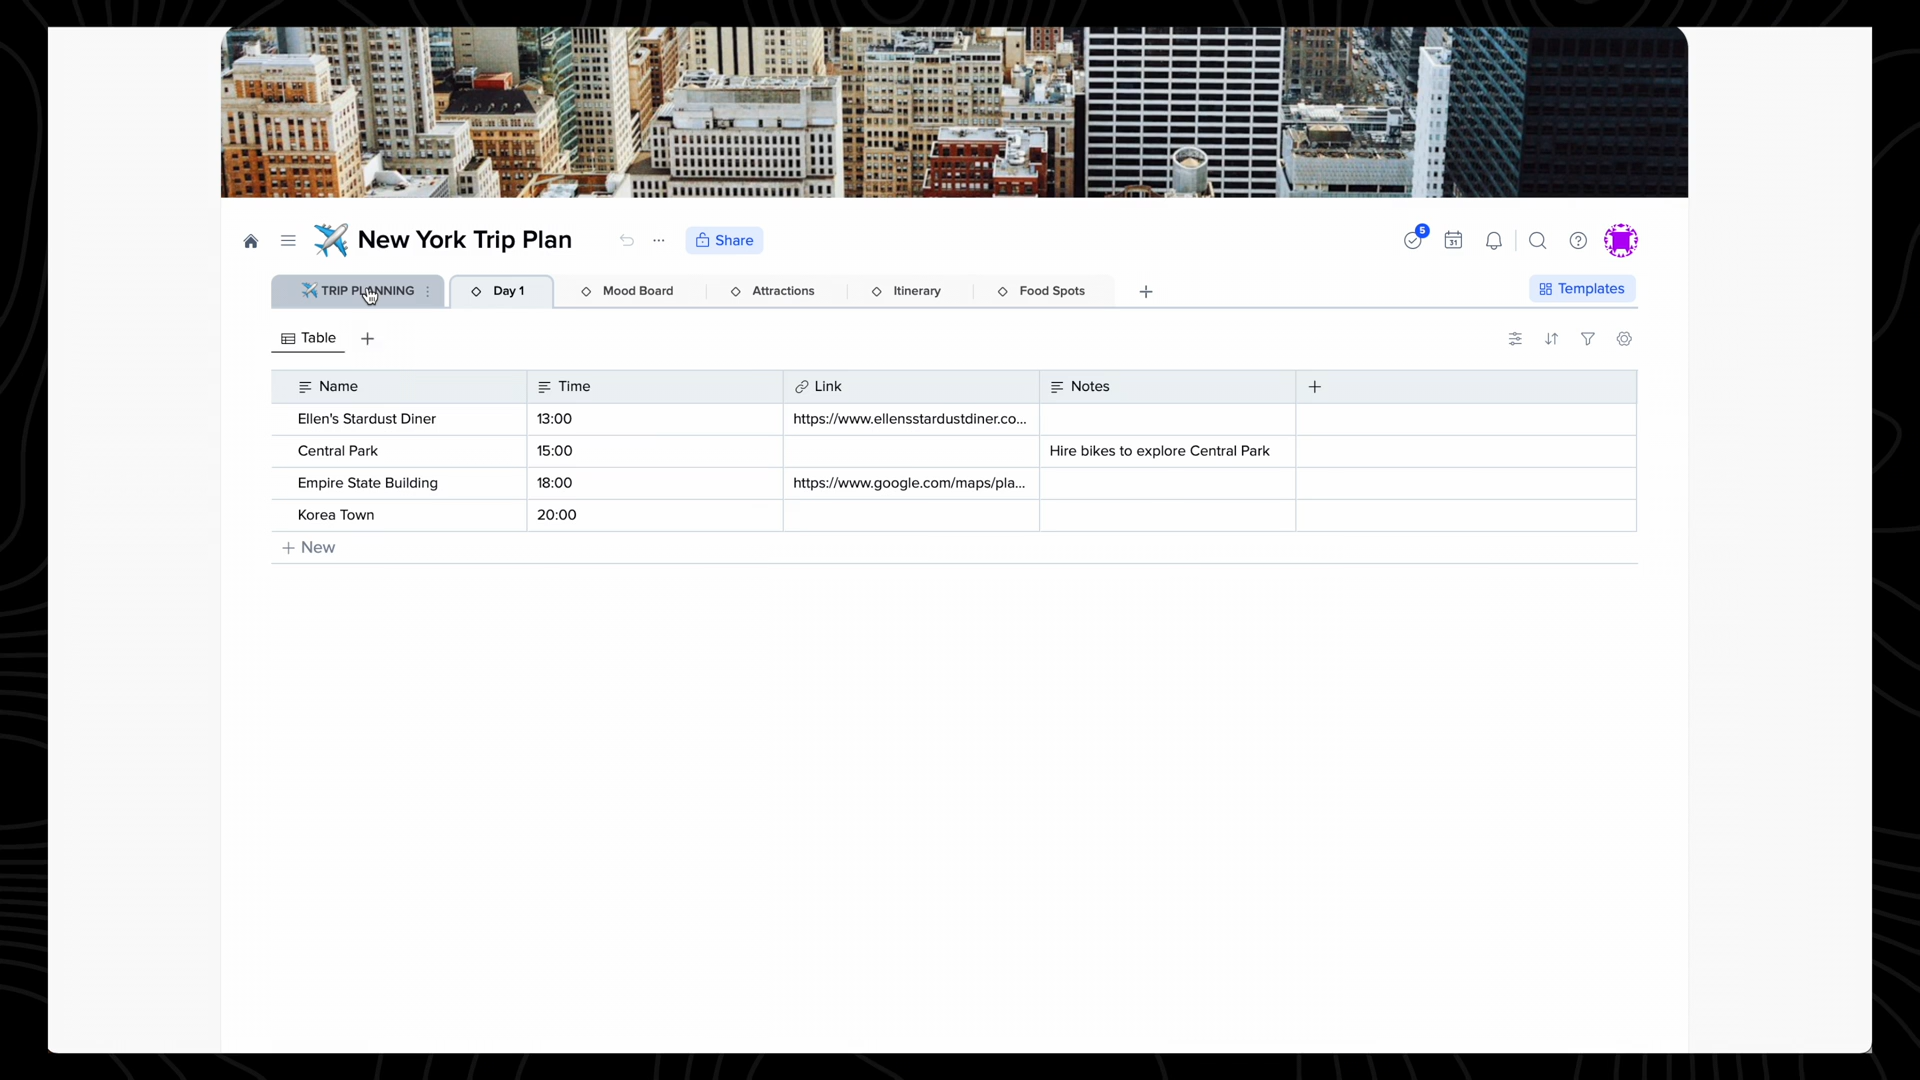 New York Trip Plan
Share
5
31
TRIP PLANNING
Day 1
Mood Board
Attractions
Itinerary
Food Spots
Templates
Table
Name Time Link Notes
Ellen's Stardust Diner 13:00 https://www.ellensstardustdiner.co...
Central Park 15:00 Hire bikes to explore Central Park
Empire State Building 18:00 https://www.google.com/maps/pla...
Korea Town 20:00
+ New